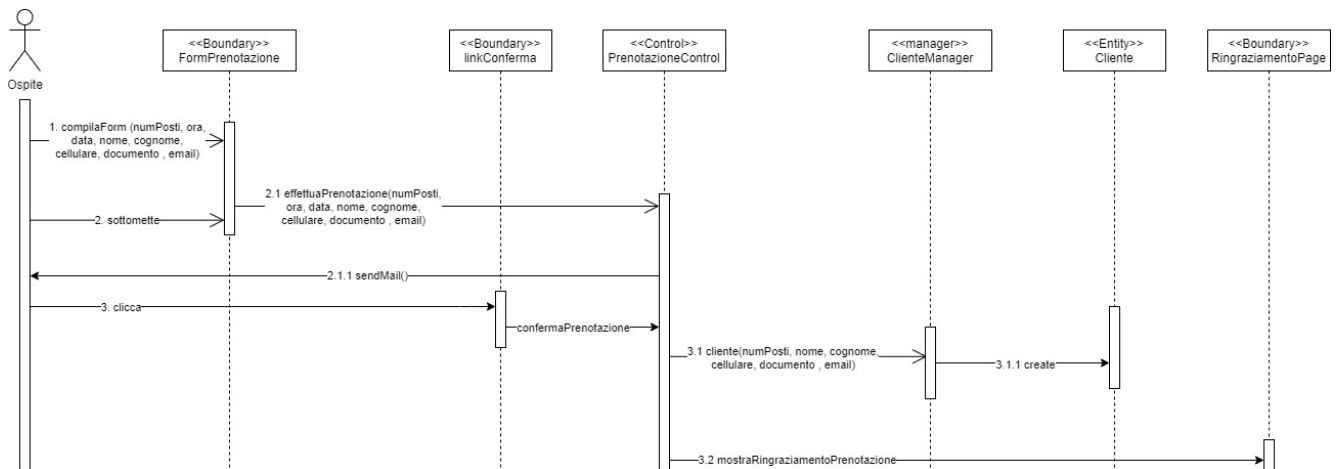 <<Boundary>>
FormPrenotazione
<<Boundary>>
linkConferma
<<Control>>
PrenotazioneControl
<<manager>>
ClienteManager
<<Entity>>
Cliente
<<Boundary>>
RingraziamentoPage
Ospite
1. compilaForm (numPosti, ora,
data, nome, cognome,
cellulare, documento , email)
2.1 effettuaPrenotazione(numPosti,
ora, data, nome, cognome,
cellulare, documento , email)
2. sottomette
2.1.1 sendMail()
3. clicca
confermaPrenotazione
3.1 cliente(numPosti, nome, cognome,
cellulare, documento , email)
3.1.1 create
3.2 mostraRingraziamentoPrenotazione